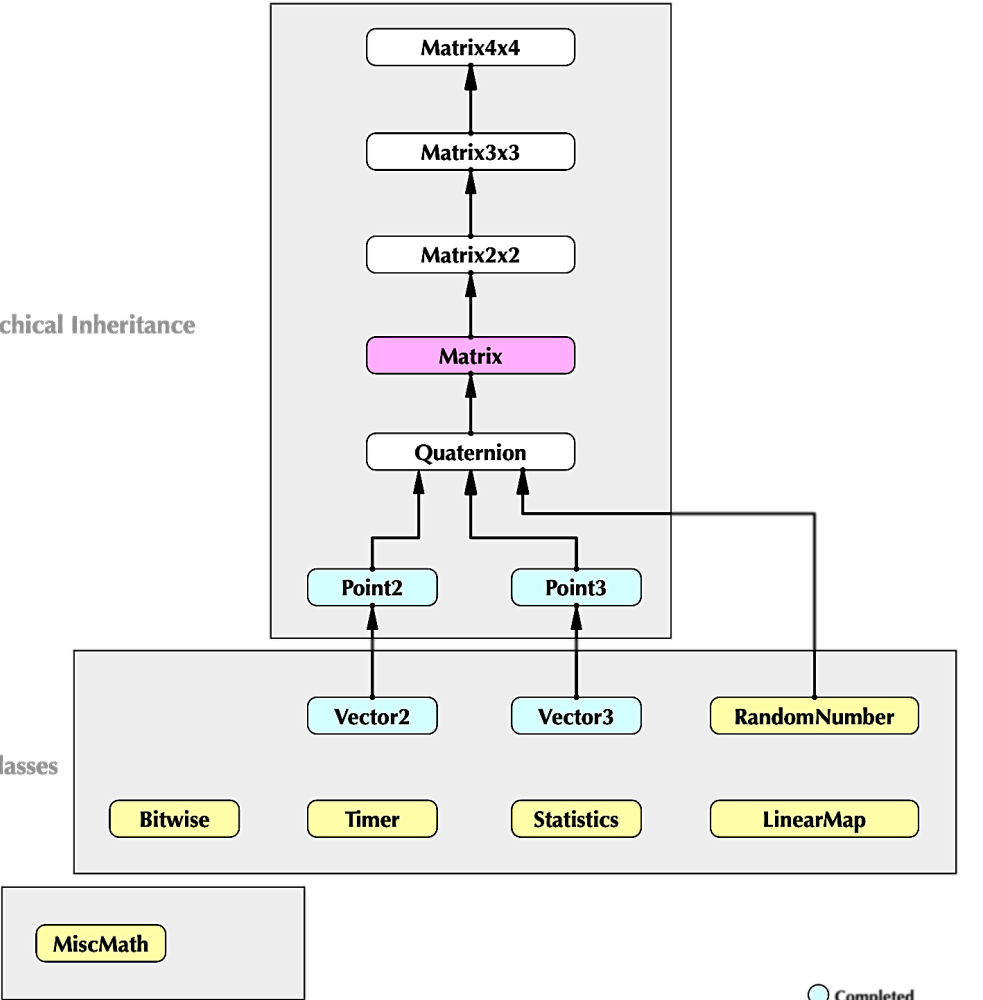 Matrix4x4
Matrix3x3
Matrix2x2
chical Inheritance
Matrix
Quaternion
Point2
Point3
Vector2
Vector3
RandomNumber
lasses
Bitwise
Timer
Statistics
LinearMap
MiscMath
Completed